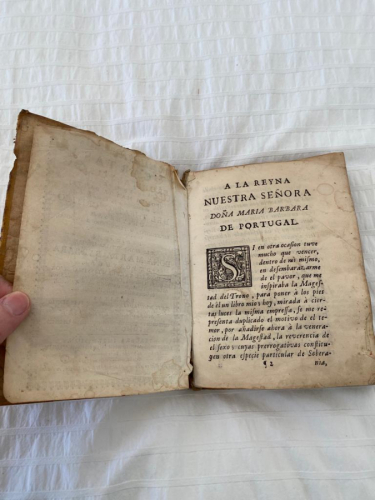 A LA REYNA
NUESTRA SEÑORA
DOÑA MARIA BARBARA
DE PORTUGAL.
SI en otra ocasion tuve
mucho que vencer,
dentro de mi mismo,
en desembarazarme
de el pavor, que me
inspiraba la Mages-
tad del Trono, para poner à los pies
de él un libro mio; hoy, mirado à cier-
ta luz la misma empressa, se me re-
presenta duplicado el motivo de el te-
mor, por añadirse ahora à la venera-
cion de la Magestad, la reverencia de
el sexo; cuyas prerrogativas constitu-
yen otra especie particular de Sobera-
¶2 nia,